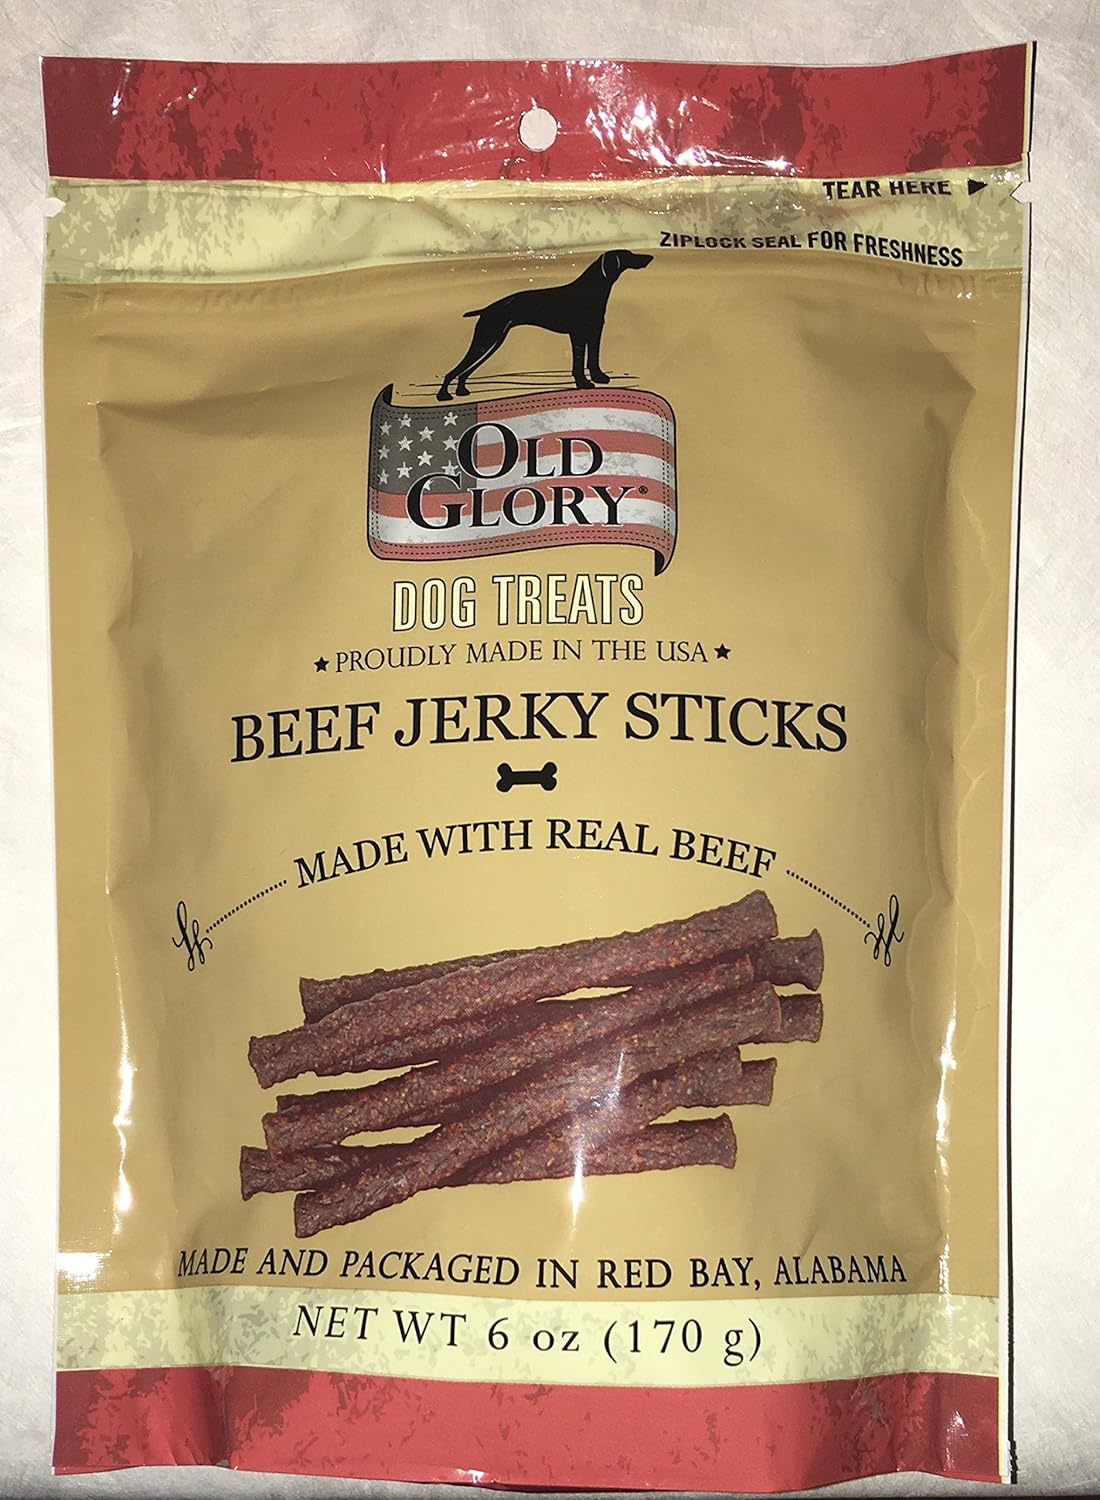 TEAR HERE
ZIPLOCK SEAL FOR FRESHNESS
OLD
GLORY®
DOG TREATS
★ PROUDLY MADE IN THE USA ★
BEEF JERKY STICKS
MADE WITH REAL BEEF
MADE AND PACKAGED IN RED BAY, ALABAMA
NET WT 6 oz (170 g)